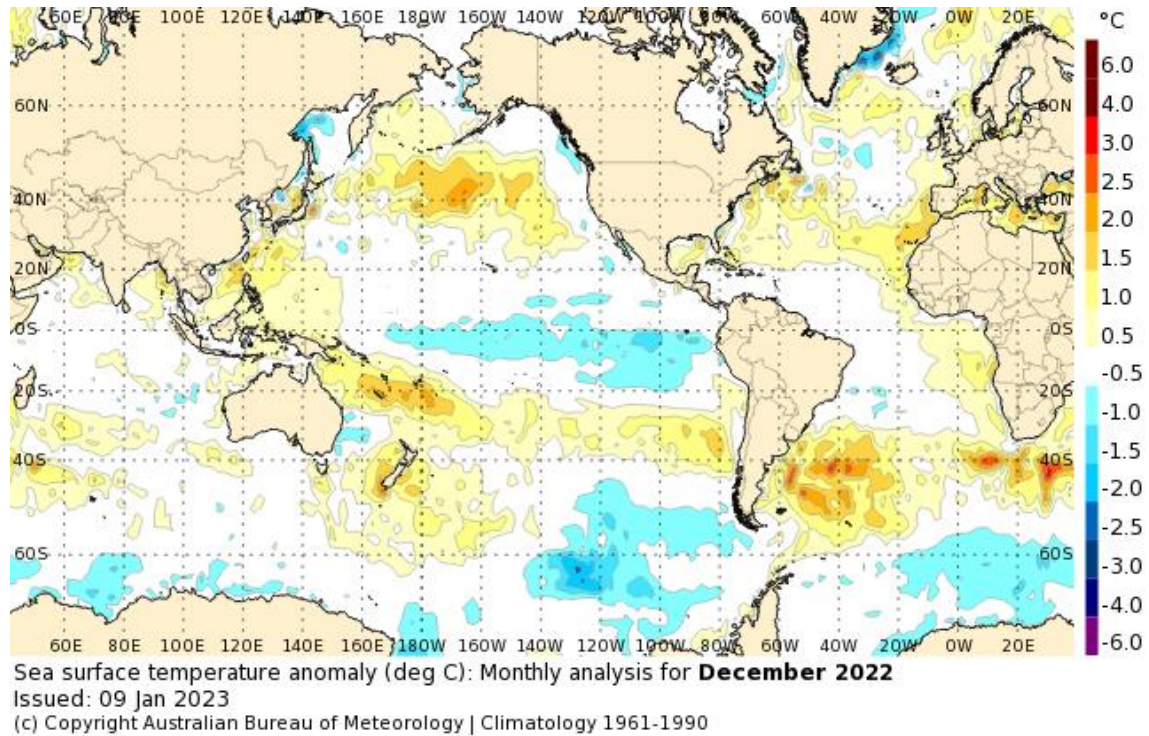 60E 80E 100E 120E 140E 160E 180W 160W 140W 120W 100W 80W 60W 40W 20W 0W 20E
°C
6.0
60N 60N
4.0
3.0
2.5
40N 40N
2.0
1.5
20N 20N
1.0
0S 0S
0.5
-0.5
20S 20S
-1.0
-1.5
40S 40S
-2.0
-2.5
60S 60S
-3.0
-4.0
-6.0
60E 80E 100E 120E 140E 160E 180W 160W 140W 120W 100W 80W 60W 40W 20W 0W 20E
Sea surface temperature anomaly (deg C): Monthly analysis for December 2022
Issued: 09 Jan 2023
(c) Copyright Australian Bureau of Meteorology | Climatology 1961-1990